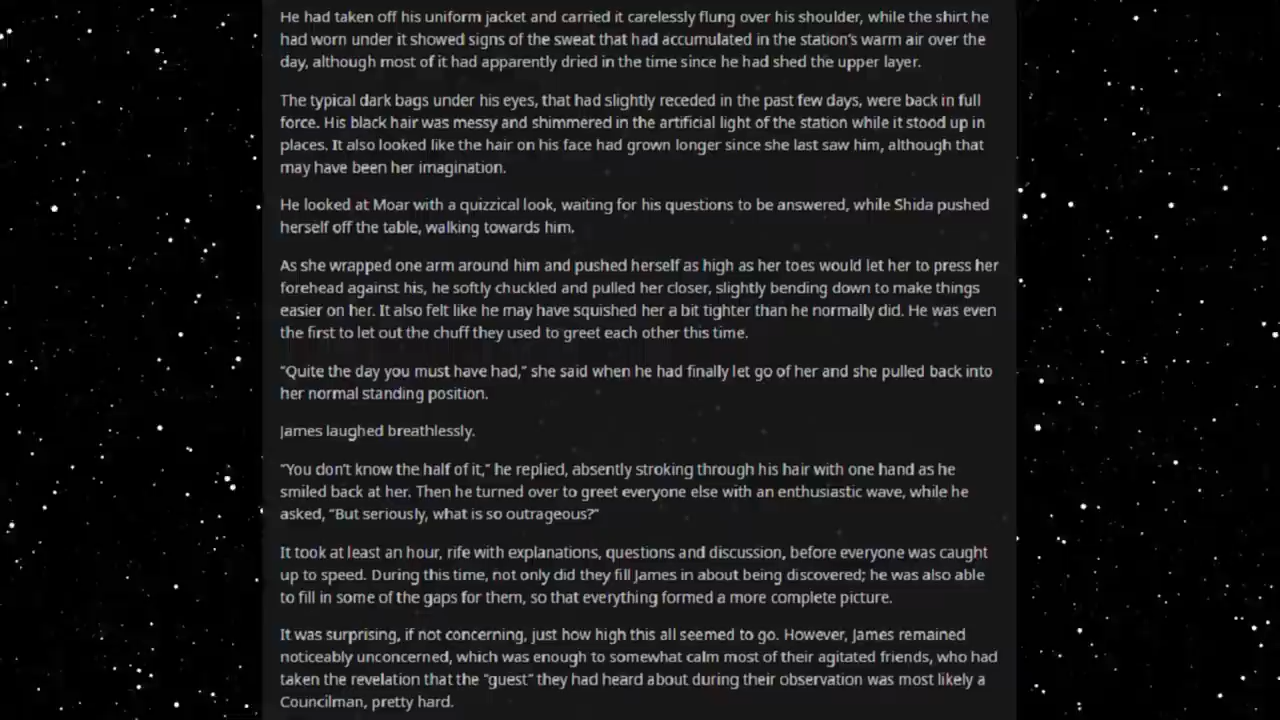 He had taken off his uniform jacket and carried it carelessly flung over his shoulder, while the shirt he
had worn under it showed signs of the sweat that had accumulated in the station's warm air over the
day, although most of it had apparently dried in the time since he had shed the upper layer.
The typical dark bags under his eyes, that had slightly receded in the past few days, were back in full
force. His black hair was messy and shimmered in the artificial light of the station while it stood up in
places. It also looked like the hair on his face had grown longer since she last saw him, although that
may have been her imagination.
He looked at Moar with a quizzical look, waiting for his questions to be answered, while Shida pushed
herself off the table, walking towards him.
As she wrapped one arm around him and pushed herself as high as her toes would let her to press her
forehead against his, he softly chuckled and pulled her closer, slightly bending down to make things
easier on her. It also felt like he may have squished her a bit tighter than he normally did. He was even
the first to let out the chuff they used to greet each other this time.
“Quite the day you must have had,” she said when he had finally let go of her and she pulled back into
her normal standing position.
James laughed breathlessly.
“You don't know the half of it,” he replied, absently stroking through his hair with one hand as he
smiled back at her. Then he turned over to greet everyone else with an enthusiastic wave, while he
asked, “But seriously, what is so outrageous?”
It took at least an hour, rife with explanations, questions and discussion, before everyone was caught
up to speed. During this time, not only did they fill James in about being discovered; he was also able
to fill in some of the gaps for them, so that everything formed a more complete picture.
It was surprising, if not concerning, just how high this all seemed to go. However, James remained
noticeably unconcerned, which was enough to somewhat calm most of their agitated friends, who had
taken the revelation that the “guest” they had heard about during their observation was most likely a
Councilman, pretty hard.